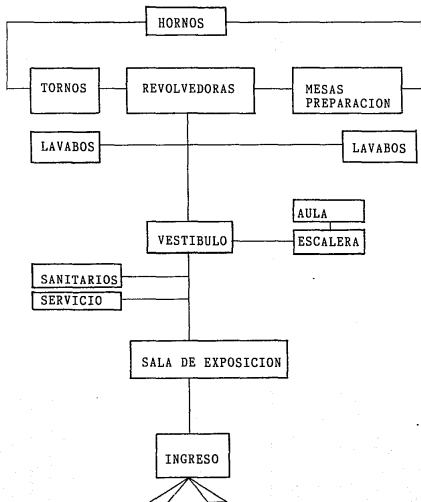 HORNOS
TORNOS
REVOLVEDORAS
MESAS
PREPARACION
LAVABOS
LAVABOS
AULA
VESTIBULO
ESCALERA
SANITARIOS
SERVICIO
SALA DE EXPOSICION
INGRESO